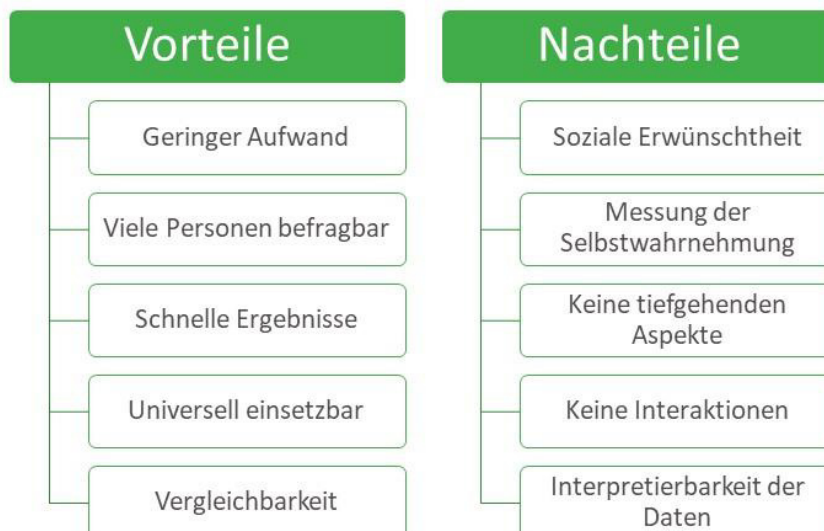 Vorteile
Geringer Aufwand
Viele Personen befragbar
Schnelle Ergebnisse
Universell einsetzbar
Vergleichbarkeit
Nachteile
Soziale Erwünschtheit
Messung der
Selbstwahrnehmung
Keine tiefgehenden
Aspekte
Keine Interaktionen
Interpretierbarkeit der
Daten